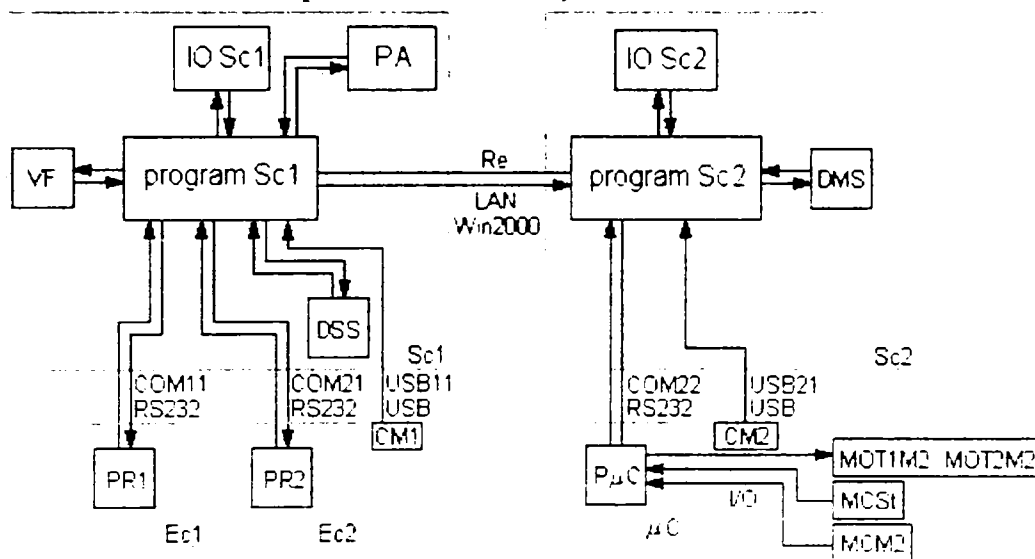 IO Sc1
PA
IO Sc2
VF
program Sc1
Re
program Sc2
DMS
LAN
Win2000
DSS
Sc1
Sc2
COM11
COM21
USB11
COM22
USB21
RS232
RS232
USB
RS232
USB
CM1
CM2
PR1
PR2
PμC
MOT1M2 MOT2M2
I/O
MCSt
MCM2
Ec1
Ec2
μC